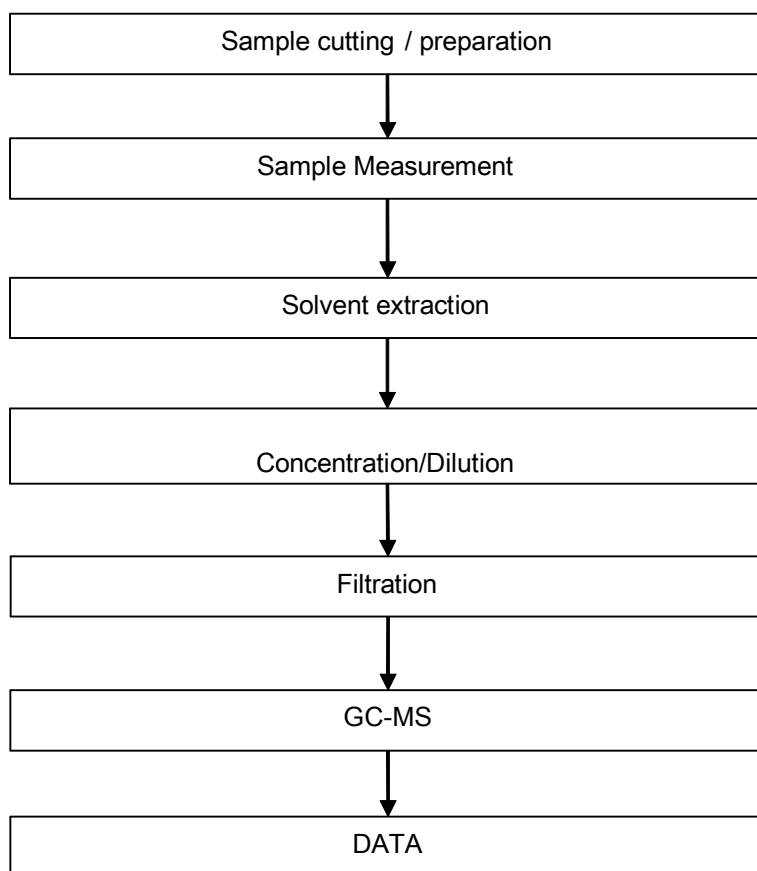 Sample cutting / preparation
Sample Measurement
Solvent extraction
Concentration/Dilution
Filtration
GC-MS
DATA